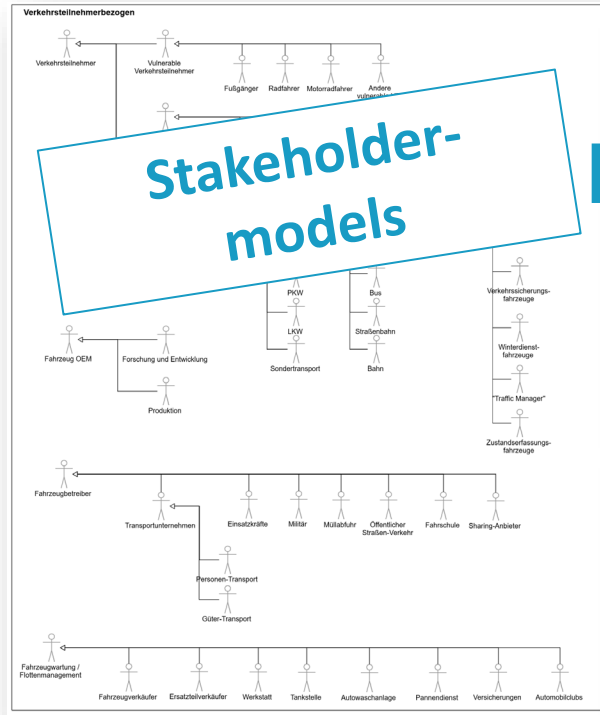 Verkehrsteilnehmerbezogen
Verkehrsteilnehmer
Vulnerable
Verkehrsteilnehmer
Fußgänger
Radfahrer
Motorradfahrer
Andere
Stakeholder-
models
PKW
Bus
Verkehrssicherungs-
fahrzeuge
LKW
Straßenbahn
Winterdienst-
fahrzeuge
Fahrzeug OEM
Forschung und Entwicklung
Sondertransport
Bahn
"Traffic Manager"
Produktion
Zustandserfassungs-
fahrzeuge
Fahrzeugbetreiber
Transportunternehmen
Einsatzkräfte
Militär
Müllabfuhr
Öffentlicher
Straßen-Verkehr
Fahrschule
Sharing-Anbieter
Personen-Transport
Güter-Transport
Fahrzeugwartung /
Flottenmanagement
Fahrzeugverkäufer
Ersatzteilverkäufer
Werkstatt
Tankstelle
Autowaschanlage
Pannendienst
Versicherungen
Automobilclubs